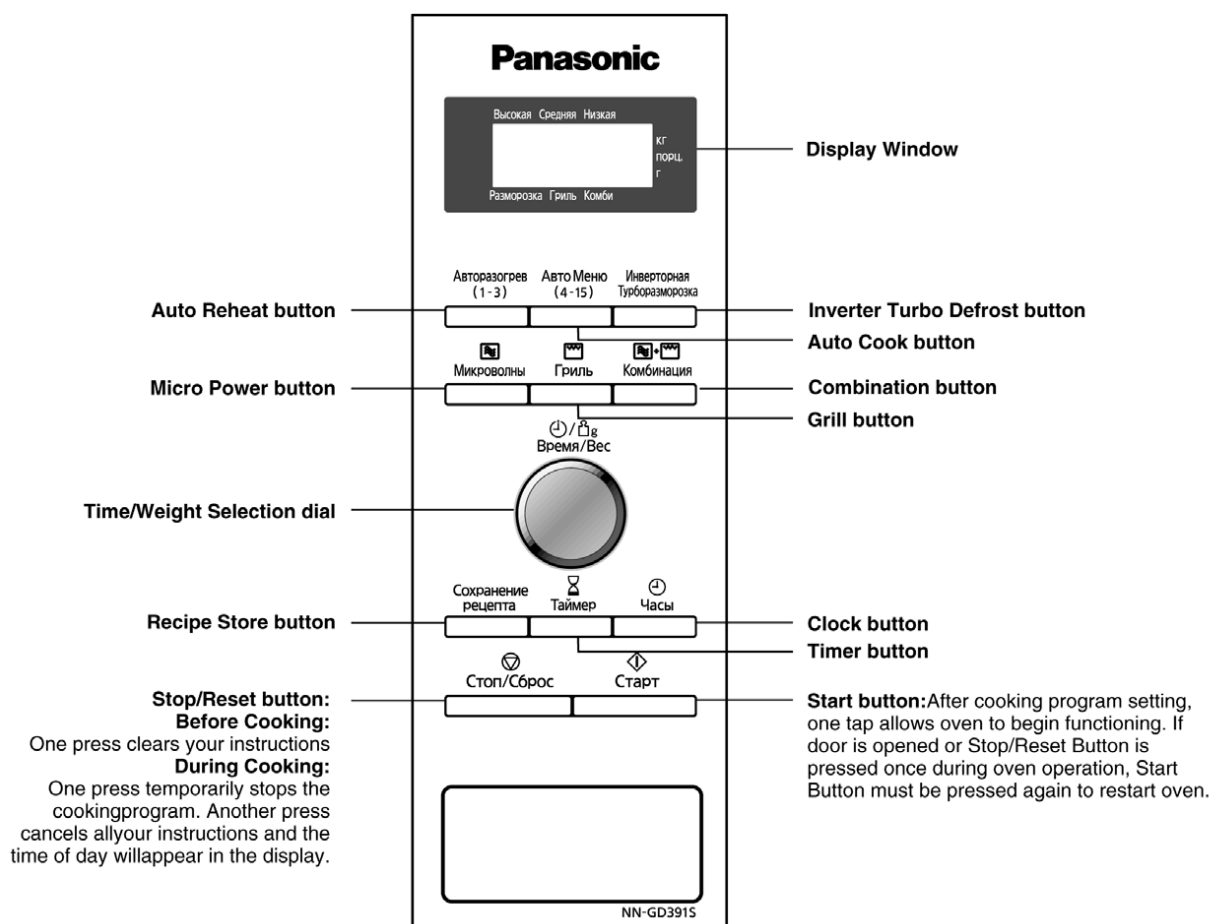 Panasonic
Высокая Средняя Низкая
кг
порц.
г
Разморозка Гриль Комби
Display Window
Авторазогрев
(1-3)
Авто Меню
(4-15)
Инверторная
Турборазморозка
Auto Reheat button
Inverter Turbo Defrost button
Auto Cook button
Микроволны
Гриль
Комбинация
Micro Power button
Combination button
Grill button
g
Время/Вес
Time/Weight Selection dial
Сохранение
рецепта
Таймер
Часы
Recipe Store button
Clock button
Timer button
Стоп/Сброс
Старт
Stop/Reset button:
Before Cooking:
One press clears your instructions
During Cooking:
One press temporarily stops the
cookingprogram. Another press
cancels allyour instructions and the
time of day willappear in the display.
Start button:After cooking program setting,
one tap allows oven to begin functioning. If
door is opened or Stop/Reset Button is
pressed once during oven operation, Start
Button must be pressed again to restart oven.
NN-GD391S